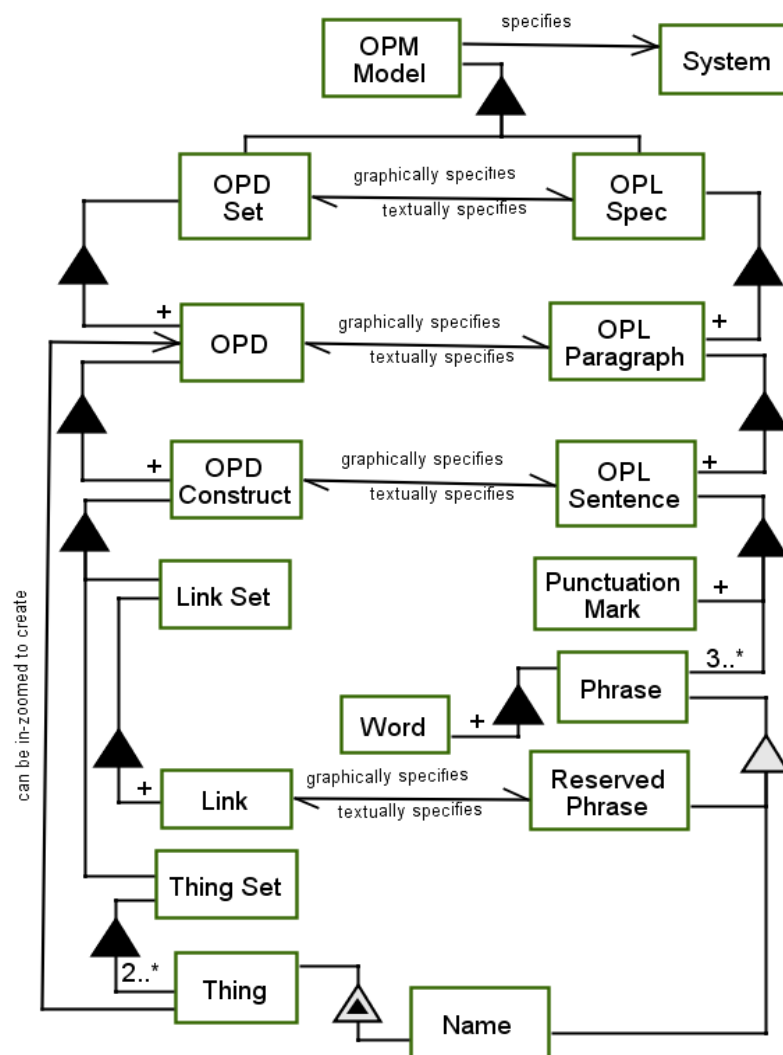 specifies
OPM
Model
System
OPD
Set
graphically specifies
textually specifies
OPL
Spec
+
OPD
graphically specifies
textually specifies
OPL
Paragraph
+
+
OPD
Construct
graphically specifies
textually specifies
OPL
Sentence
+
Link Set
Punctuation
Mark
+
can be in-zoomed to create
3..*
Phrase
Word
+
+
Link
graphically specifies
textually specifies
Reserved
Phrase
Thing Set
2..*
Thing
Name